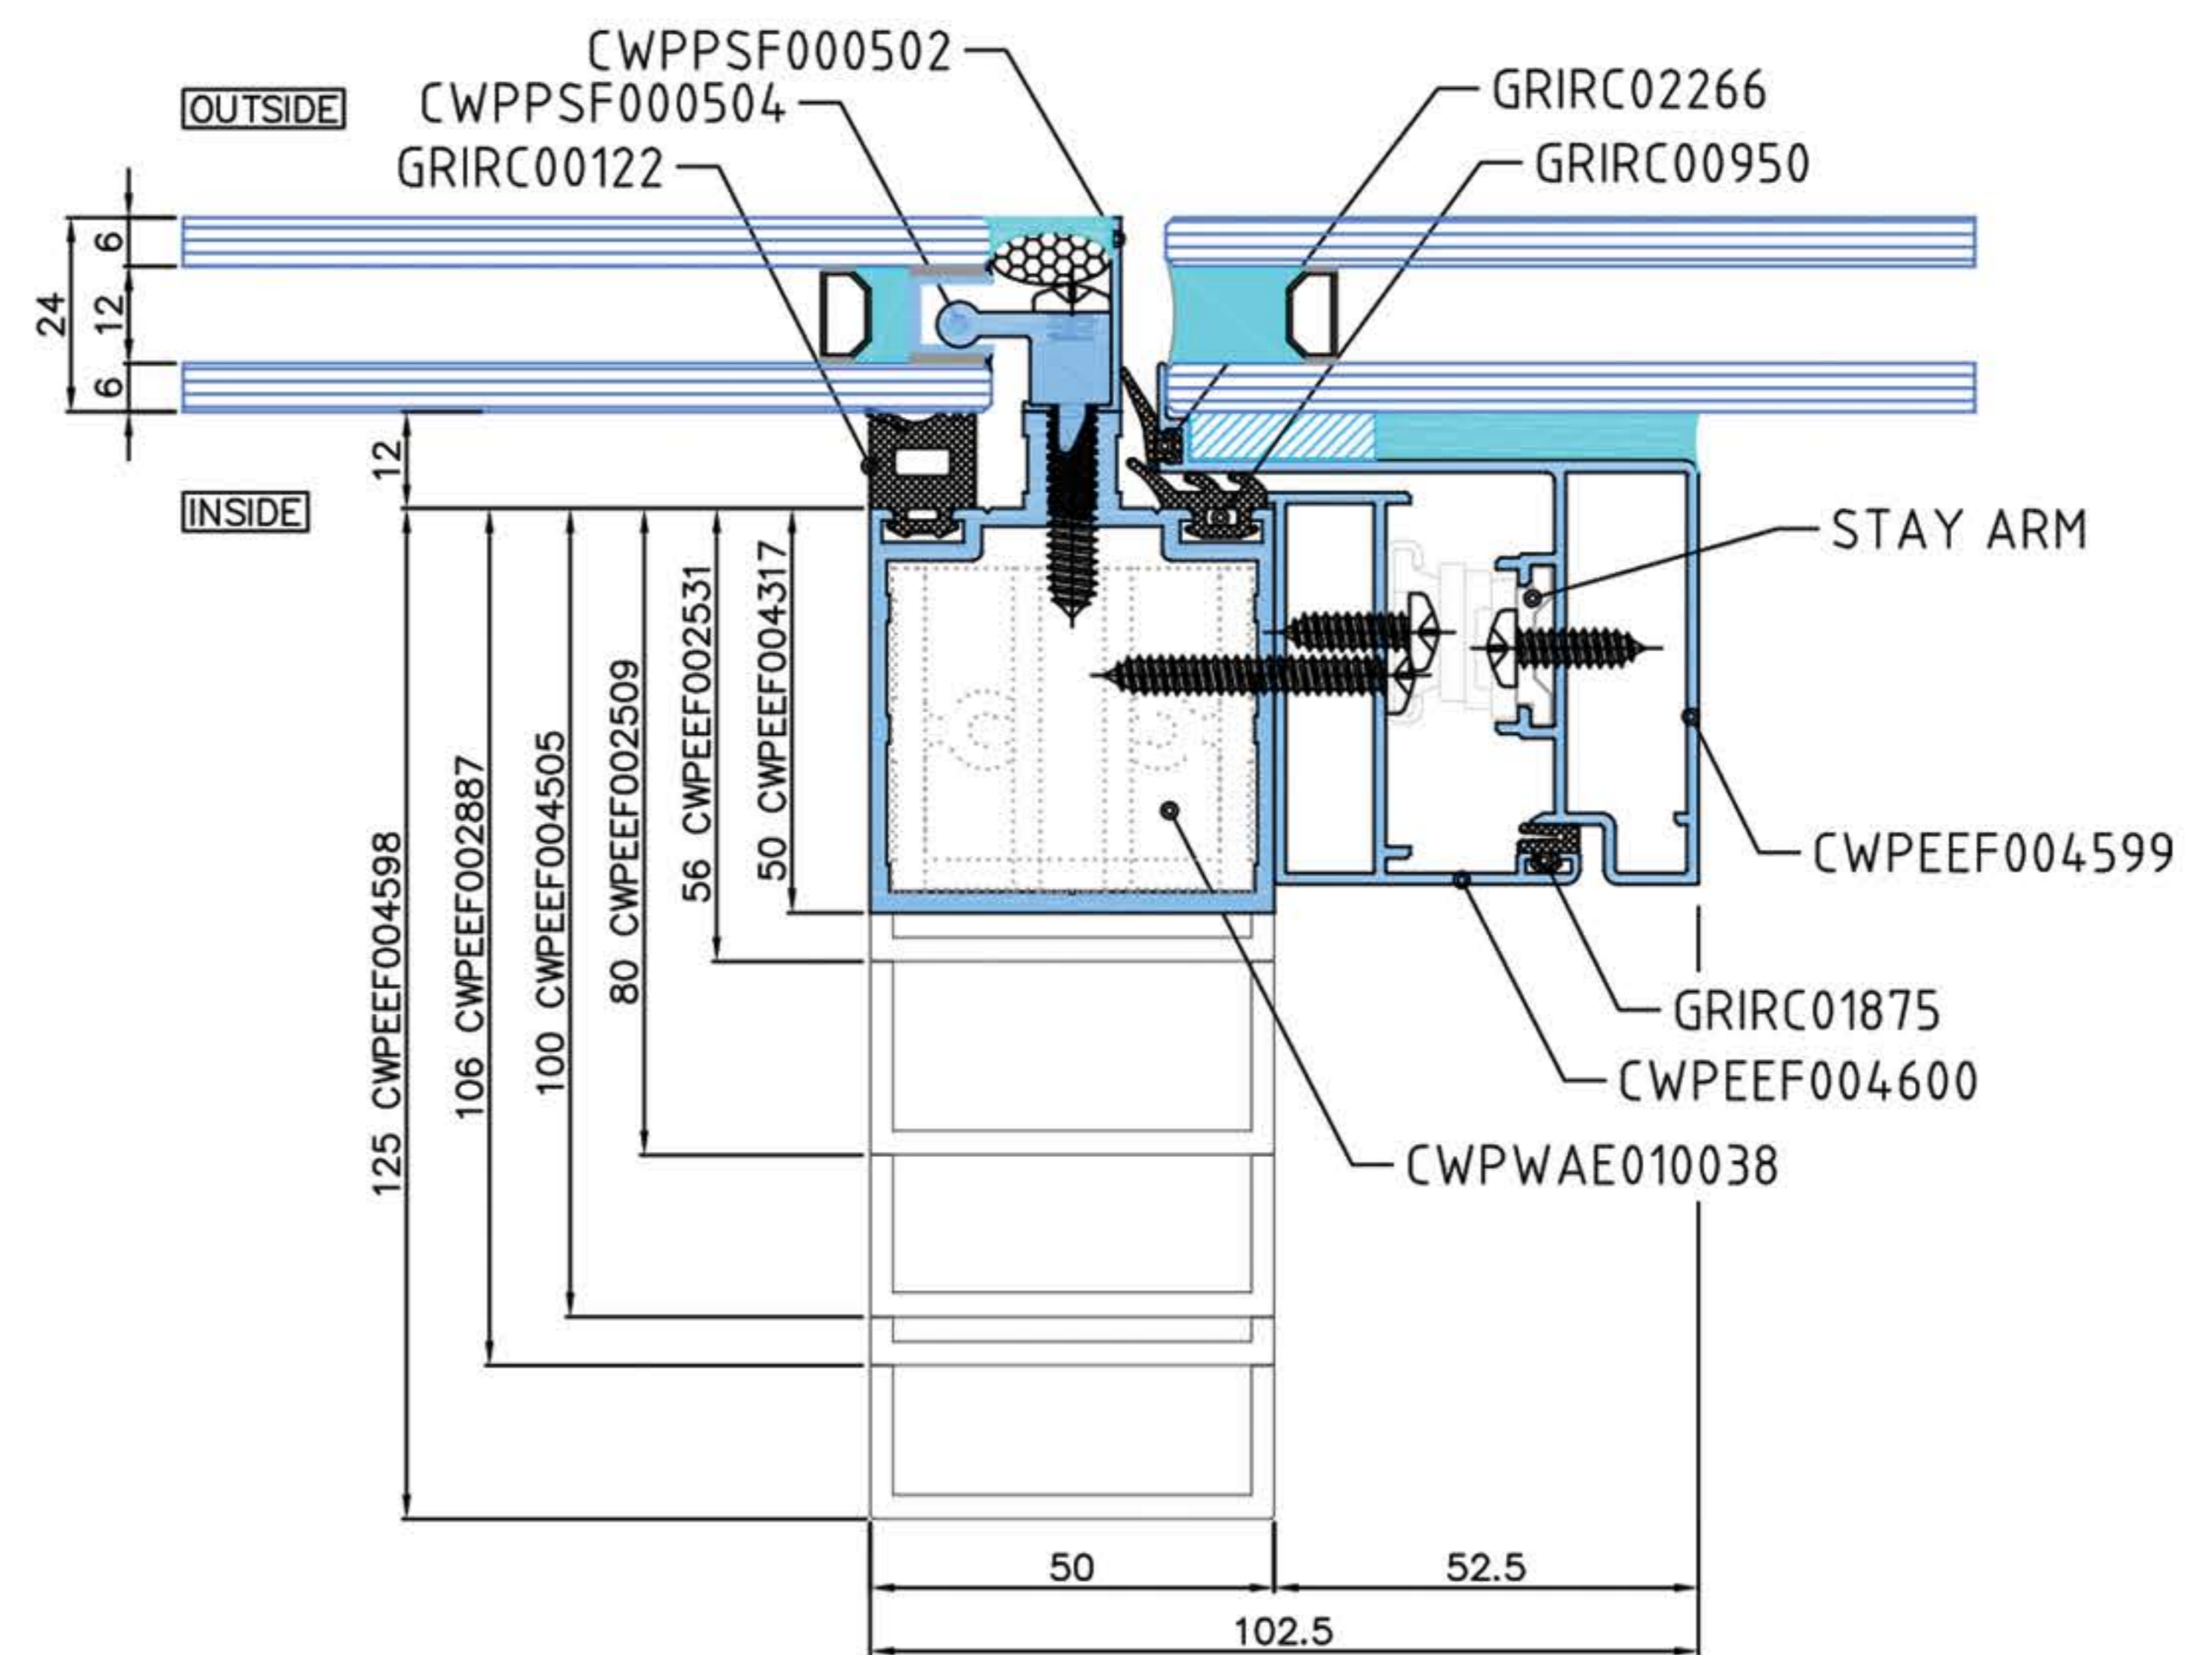 CWPPSF000502
OUTSIDE
CWPPSF000504
GRIRC02266
GRIRC00122
GRIRC00950
24
6
12
6
12
INSIDE
STAY ARM
125 CWPEEF004598
106 CWPEEF002887
100 CWPEEF004505
80 CWPEEF002509
56 CWPEEF002531
50 CWPEEF004317
CWPEEF004599
GRIRC01875
CWPEEF004600
CWPWAE010038
50
52.5
102.5